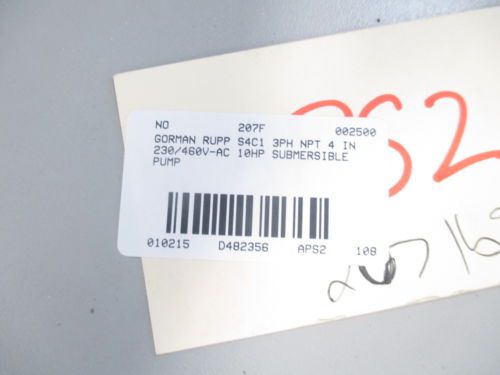 NO 207F 002500
GORMAN RUPP S4C1 3PH NPT 4 IN
230/460V-AC 10HP SUBMERSIBLE
PUMP
010215 D482356 APS2 108